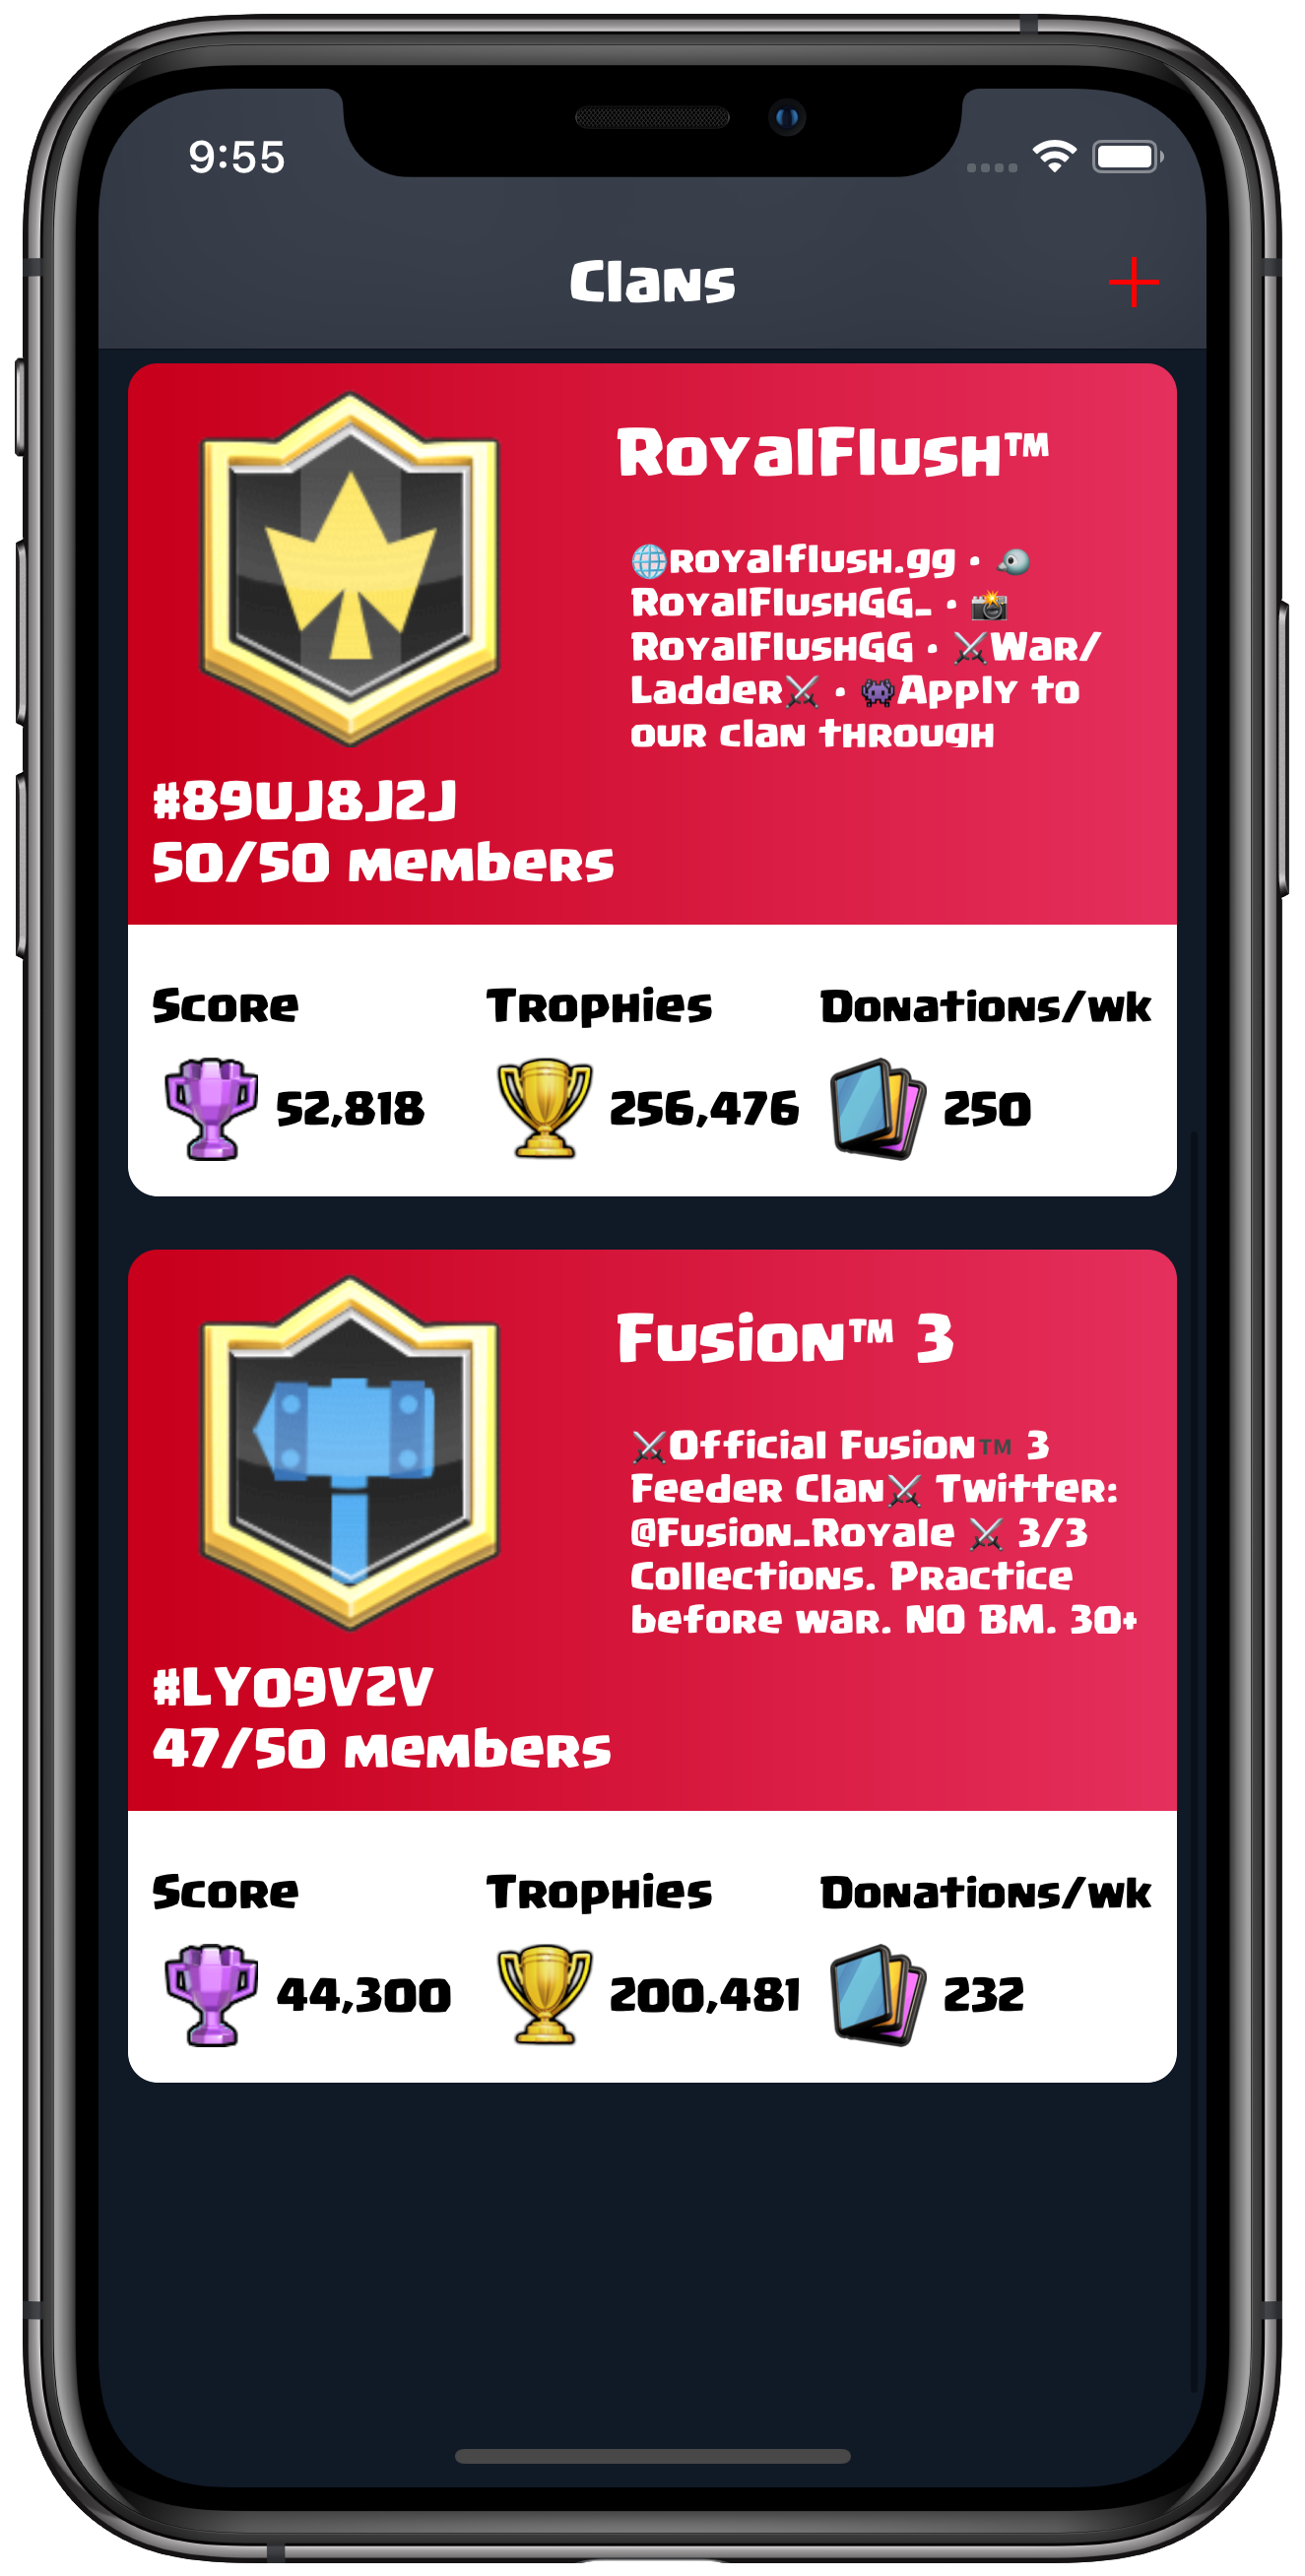 9:55
Clans
RoyalFlush™
🌐royalflush.gg • 🐦
RoyalFlushGG_ • 📸
RoyalFlushGG • ⚔️War/
Ladder⚔️ • 👾Apply to
our clan through
#89UJ8J2J
50/50 members
Score Trophies Donations/wk
52,818 256,476 250
Fusion™ 3
⚔️Official Fusion™ 3
Feeder Clan⚔️ Twitter:
@Fusion_Royale ⚔️ 3/3
Collections. Practice
before war. NO BM. 30+
#LY09V2V
47/50 members
Score Trophies Donations/wk
44,300 200,481 232